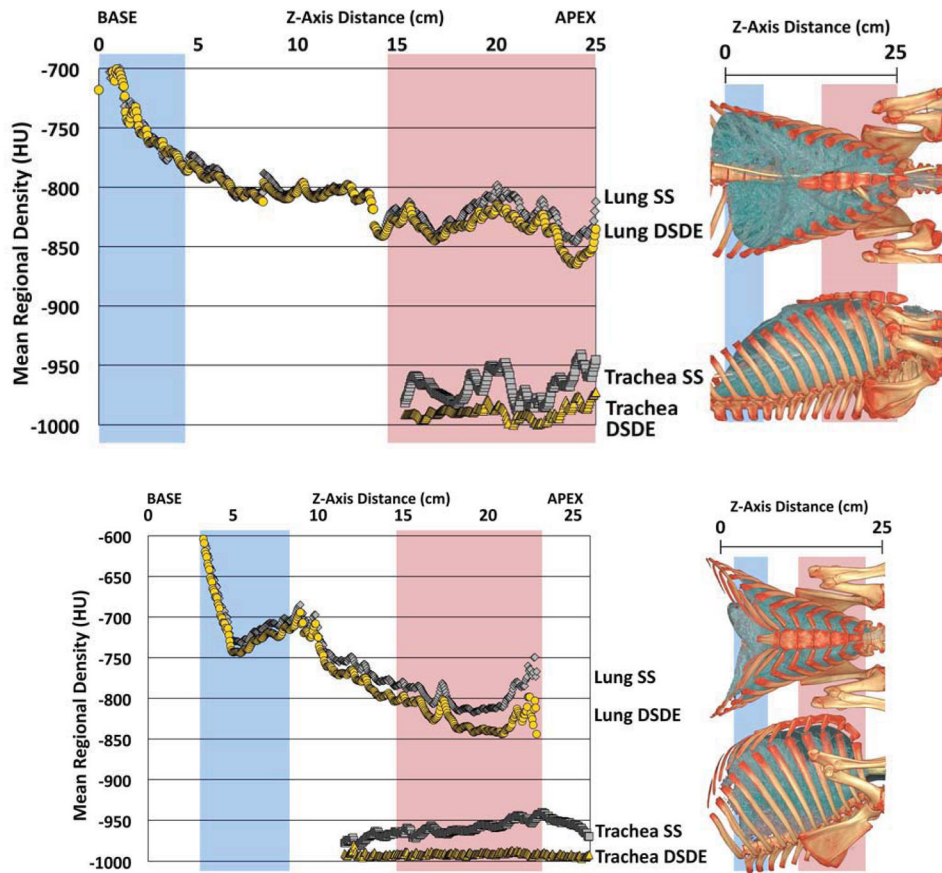 Z-Axis Distance (cm)
BASE APEX
0 5 10 15 20 25
Mean Regional Density (HU)
-700
-750
-800
-850
-900
-950
-1000
Lung SS
Lung DSDE
Trachea SS
Trachea
DSDE
Z-Axis Distance (cm)
0 25
BASE Z-Axis Distance (cm) APEX
0 5 10 15 20 25
Mean Regional Density (HU)
-600
-650
-700
-750
-800
-850
-900
-950
-1000
Lung SS
Lung DSDE
Trachea SS
Trachea DSDE
Z-Axis Distance (cm)
0 25